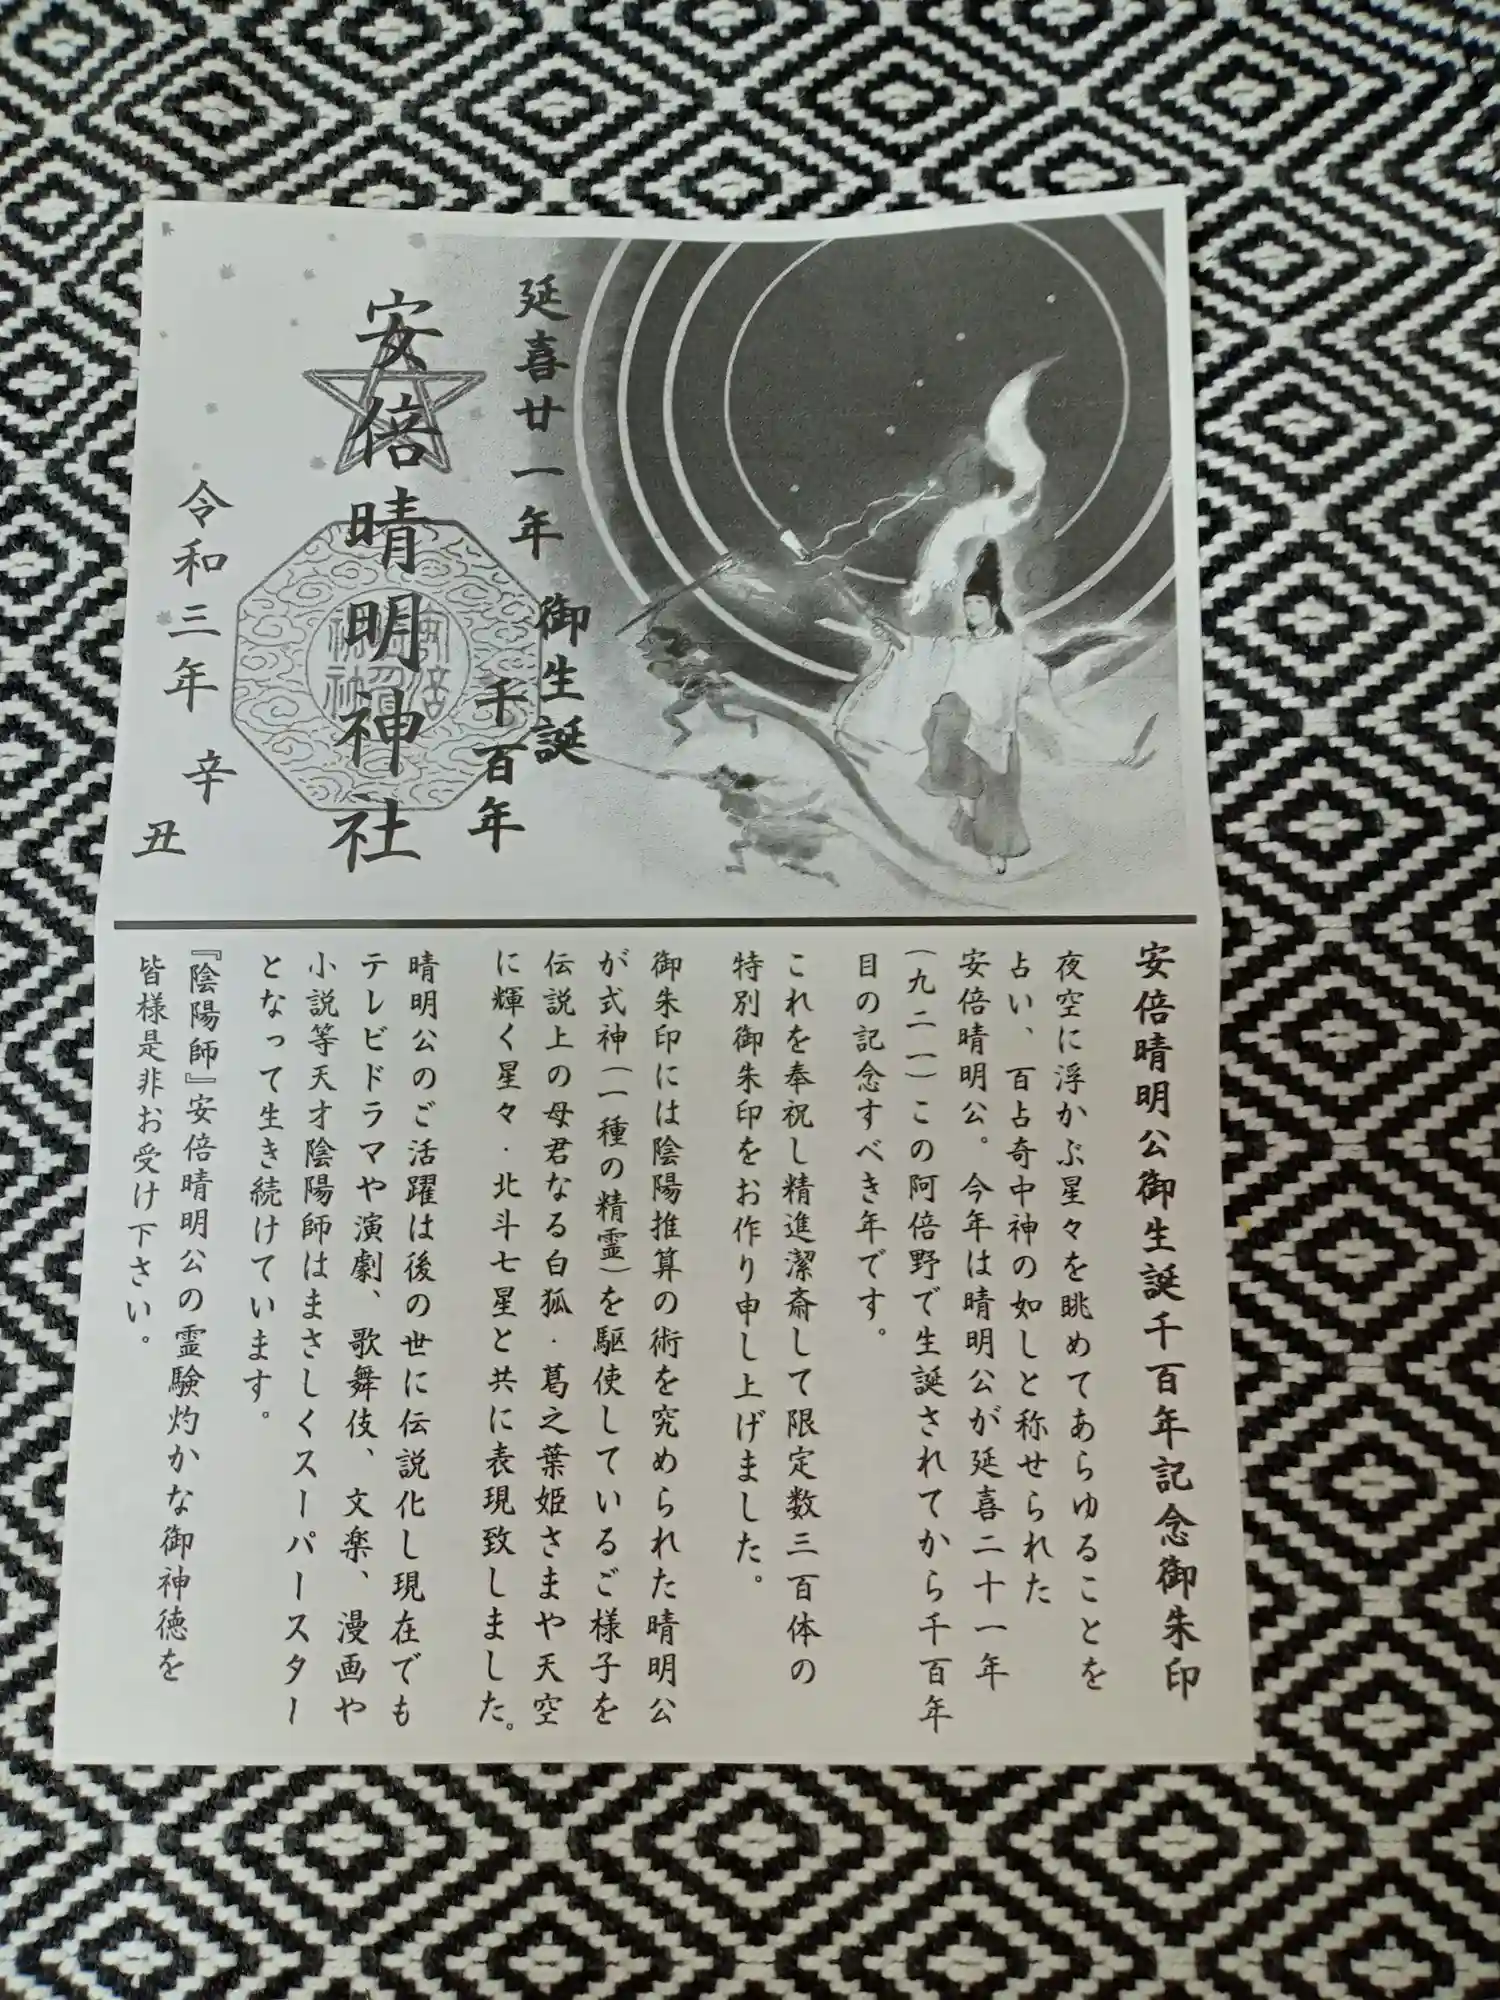 延喜廿一年 御生誕
千百年
安倍晴明神社
令和三年 辛
丑
安倍晴明公御生誕千百年記念御朱印
夜空に浮かぶ星々を眺めてあらゆることを
占い、百占奇中神の如しと称せられた
安倍晴明公。今年は晴明公が延喜二十一年
(九二一)この阿倍野で生誕されてから千百年
目の記念すべき年です。
これを奉祝し精進潔斎して限定数三百体の
特別御朱印をお作り申し上げました。
御朱印には陰陽推算の術を究められた晴明公
が式神(一種の精霊)を駆使しているご様子を
伝説上の母君なる白狐・葛之葉姫さまや天空
に輝く星々・北斗七星と共に表現致しました。
晴明公のご活躍は後の世に伝説化し現在でも
テレビドラマや演劇、歌舞伎、文楽、漫画や
小説等天才陰陽師はまさしくスーパースター
となって生き続けています。
『陰陽師』安倍晴明公の霊験灼かな御神徳を
皆様是非お受け下さい。